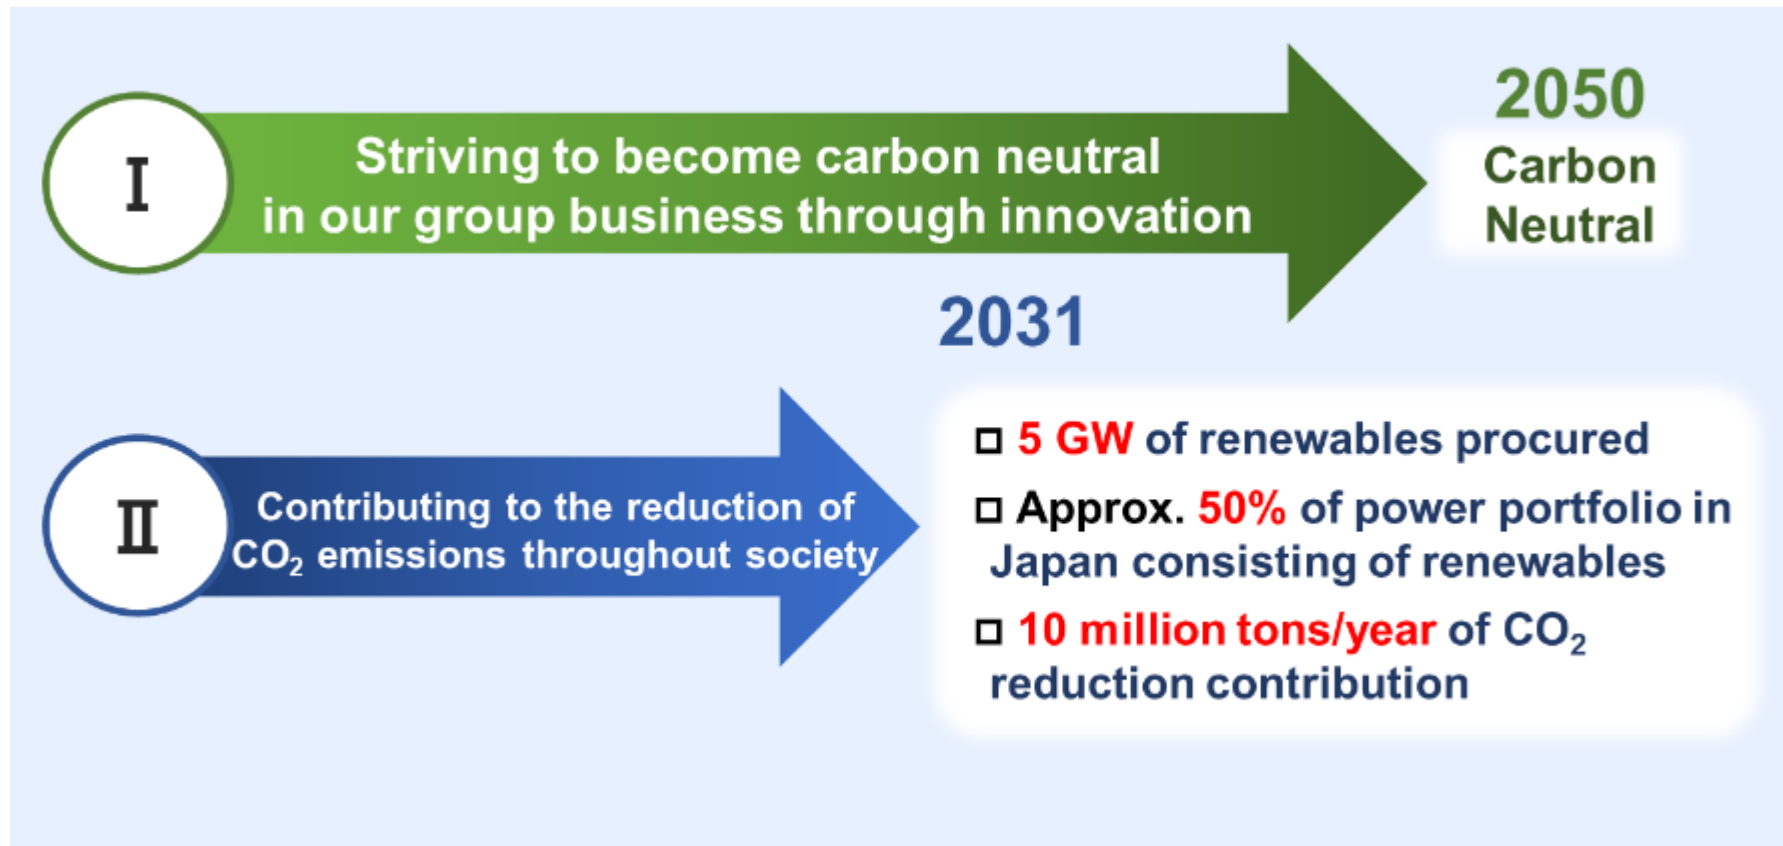 Ⅰ
Striving to become carbon neutral
in our group business through innovation
2050
Carbon
Neutral
2031
Ⅱ
Contributing to the reduction of
CO₂ emissions throughout society
□ 5 GW of renewables procured
□ Approx. 50% of power portfolio in
Japan consisting of renewables
□ 10 million tons/year of CO₂
reduction contribution